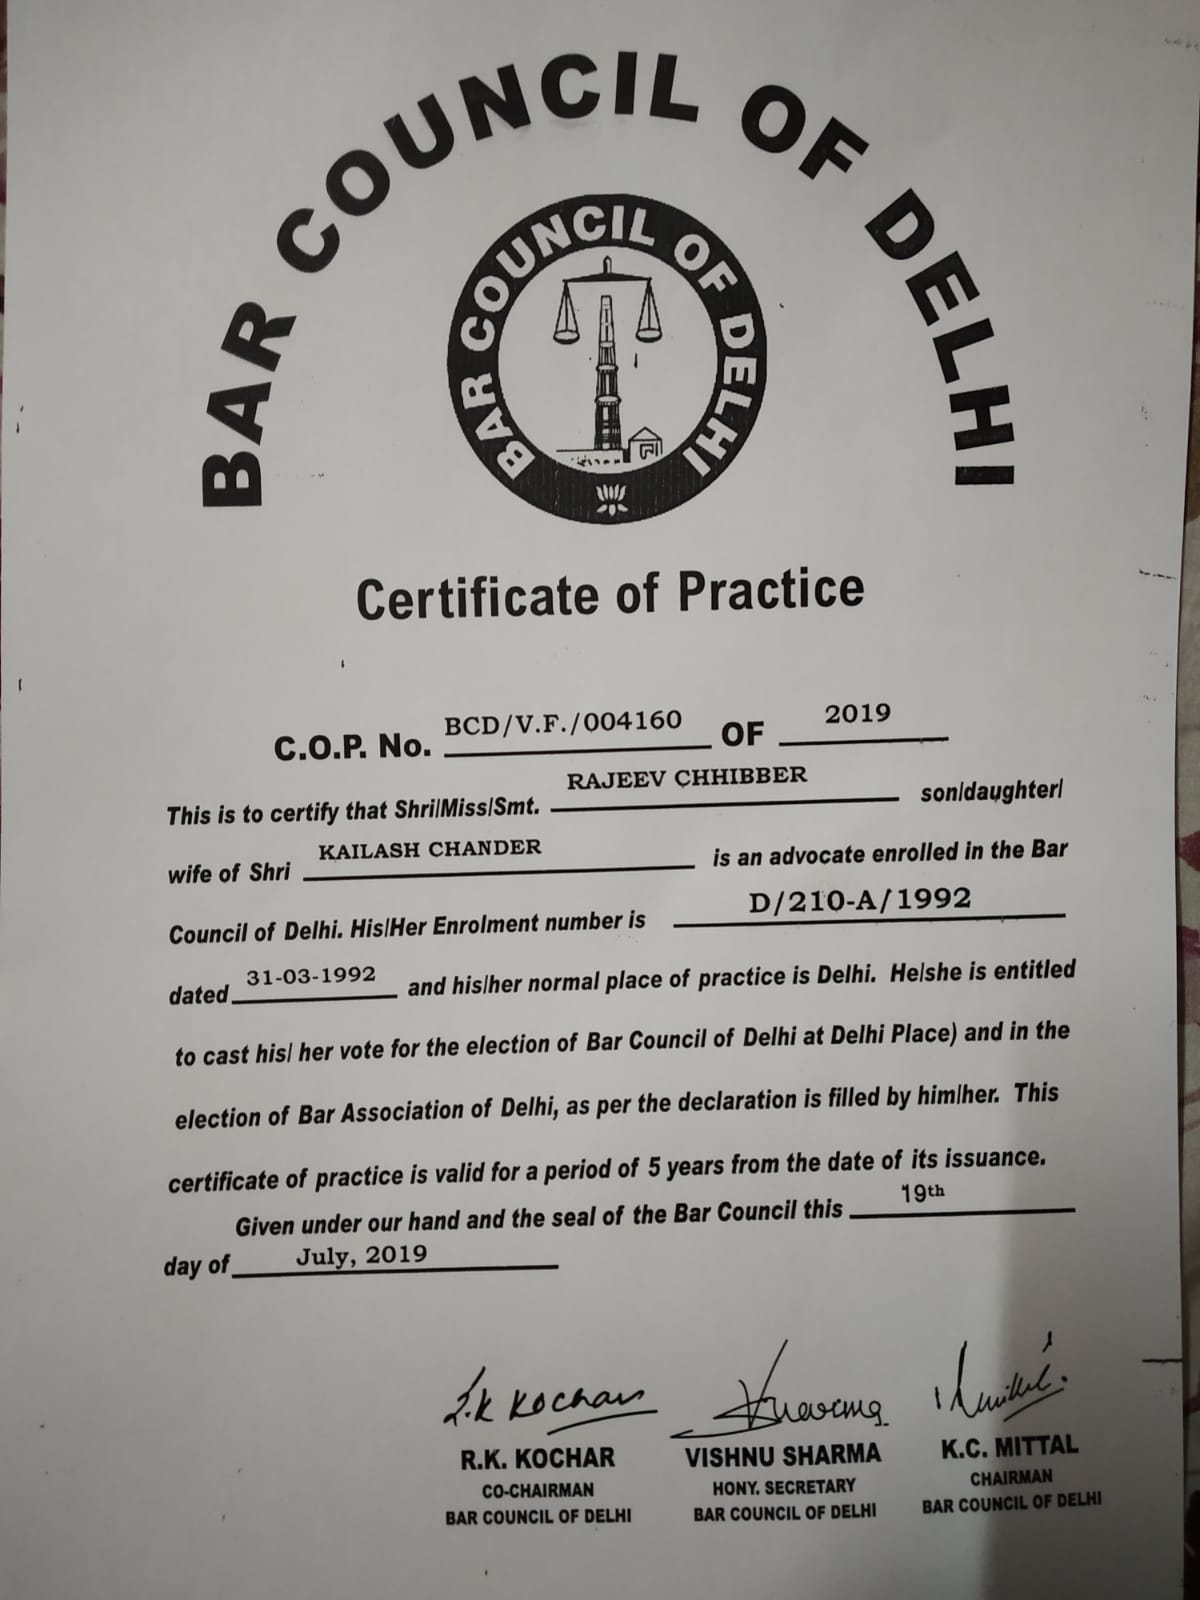 BAR COUNCIL OF DELHI
BAR COUNCIL OF DELHI
Certificate of Practice
C.O.P. No. BCD/V.F./004160 OF 2019
This is to certify that Shri/Miss/Smt. RAJEEV CHHIBBER son/daughter/
wife of Shri KAILASH CHANDER is an advocate enrolled in the Bar
Council of Delhi. His/Her Enrolment number is D/210-A/1992
dated 31-03-1992 and his/her normal place of practice is Delhi. He/she is entitled
to cast his/ her vote for the election of Bar Council of Delhi at Delhi Place) and in the
election of Bar Association of Delhi, as per the declaration is filled by him/her. This
certificate of practice is valid for a period of 5 years from the date of its issuance.
Given under our hand and the seal of the Bar Council this 19th
day of July, 2019
R.K. KOCHAR VISHNU SHARMA K.C. MITTAL
CO-CHAIRMAN HONY. SECRETARY CHAIRMAN
BAR COUNCIL OF DELHI BAR COUNCIL OF DELHI BAR COUNCIL OF DELHI